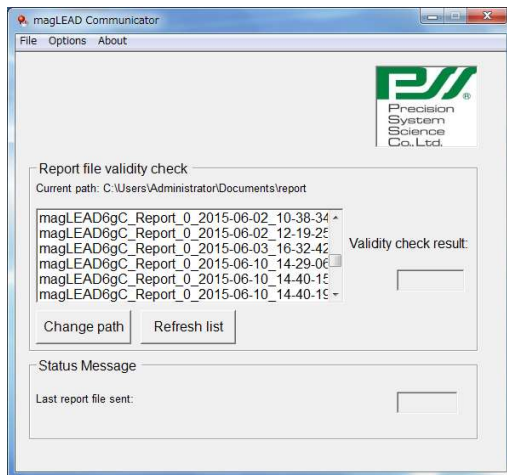 magLEAD Communicator
File Options About
PSS®
Precision
System
Science
Co.,Ltd.
Report file validity check
Current path: C:\Users\Administrator\Documents\report
magLEAD6gC_Report_0_2015-06-02_10-38-34
magLEAD6gC_Report_0_2015-06-02_12-19-25
magLEAD6gC_Report_0_2015-06-03_16-32-42
magLEAD6gC_Report_0_2015-06-10_14-29-06
magLEAD6gC_Report_0_2015-06-10_14-40-15
magLEAD6gC_Report_0_2015-06-10_14-40-19
Validity check result:
Change path
Refresh list
Status Message
Last report file sent: